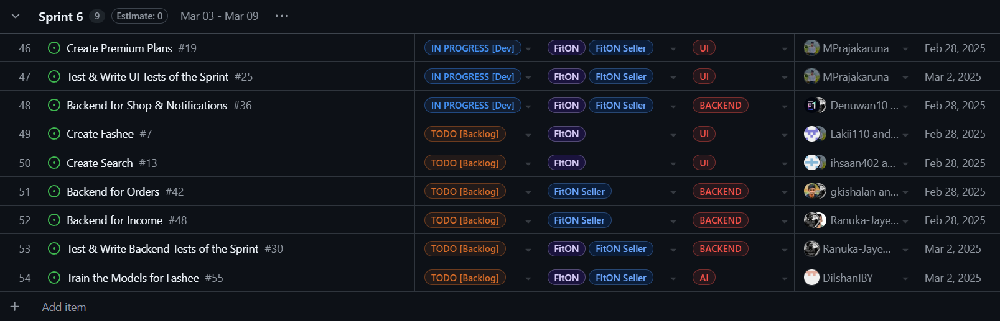 Sprint 6 9 Estimate: 0 Mar 03 - Mar 09 ...
46 Create Premium Plans #19 IN PROGRESS [Dev] FitON FitON Seller UI MPrajakaruna Feb 28, 2025
47 Test & Write UI Tests of the Sprint #25 IN PROGRESS [Dev] FitON FitON Seller UI MPrajakaruna Mar 2, 2025
48 Backend for Shop & Notifications #36 IN PROGRESS [Dev] FitON FitON Seller BACKEND Denuwan10 ... Feb 28, 2025
49 Create Fashee #7 TODO [Backlog] FitON UI Lakii110 and... Feb 28, 2025
50 Create Search #13 TODO [Backlog] FitON UI ihsaan402 a... Feb 28, 2025
51 Backend for Orders #42 TODO [Backlog] FitON Seller BACKEND gkishalan an... Feb 28, 2025
52 Backend for Income #48 TODO [Backlog] FitON Seller BACKEND Ranuka-Jaye... Feb 28, 2025
53 Test & Write Backend Tests of the Sprint #30 TODO [Backlog] FitON FitON Seller BACKEND Ranuka-Jaye... Mar 2, 2025
54 Train the Models for Fashee #55 TODO [Backlog] FitON FitON Seller AI DilshanIBY Mar 2, 2025
+ Add item